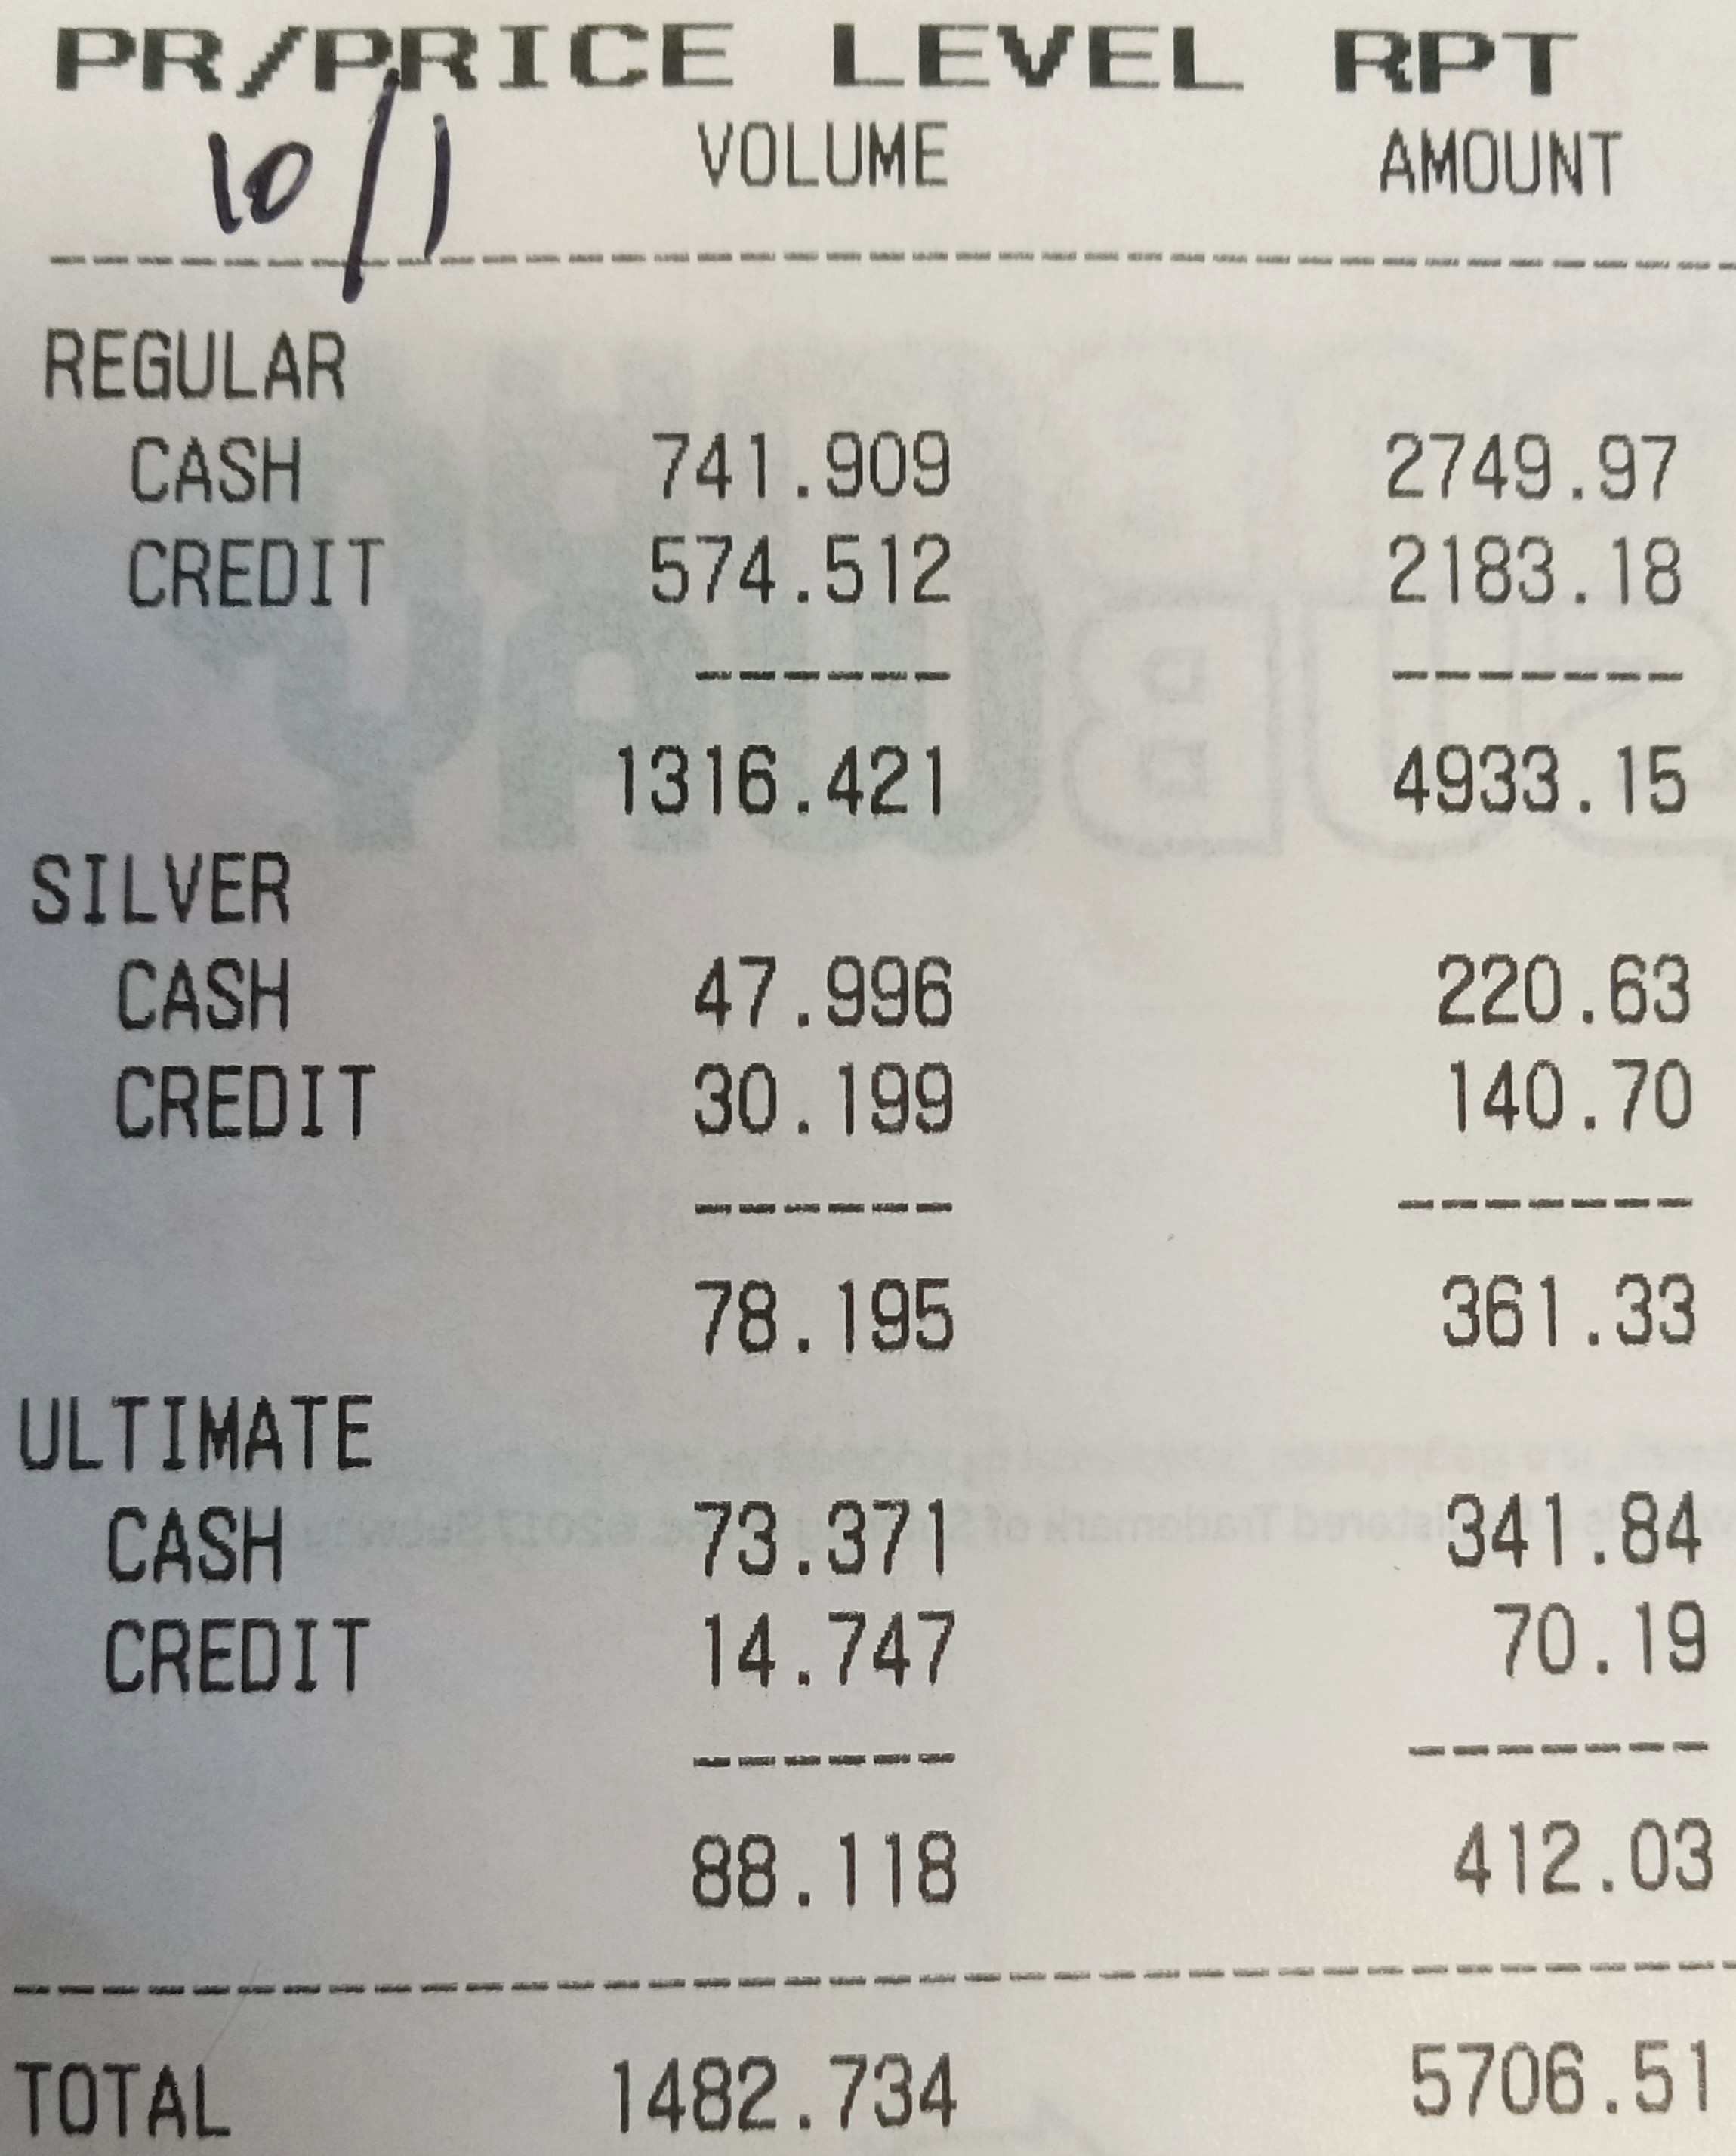 PR/PRICE LEVEL RPT
10/1 VOLUME AMOUNT
REGULAR
CASH 741.909 2749.97
CREDIT 574.512 2183.18
1316.421 4933.15
SILVER
CASH 47.996 220.63
CREDIT 30.199 140.70
78.195 361.33
ULTIMATE
CASH 73.371 341.84
CREDIT 14.747 70.19
88.118 412.03
TOTAL 1482.734 5706.51
SUBWAY